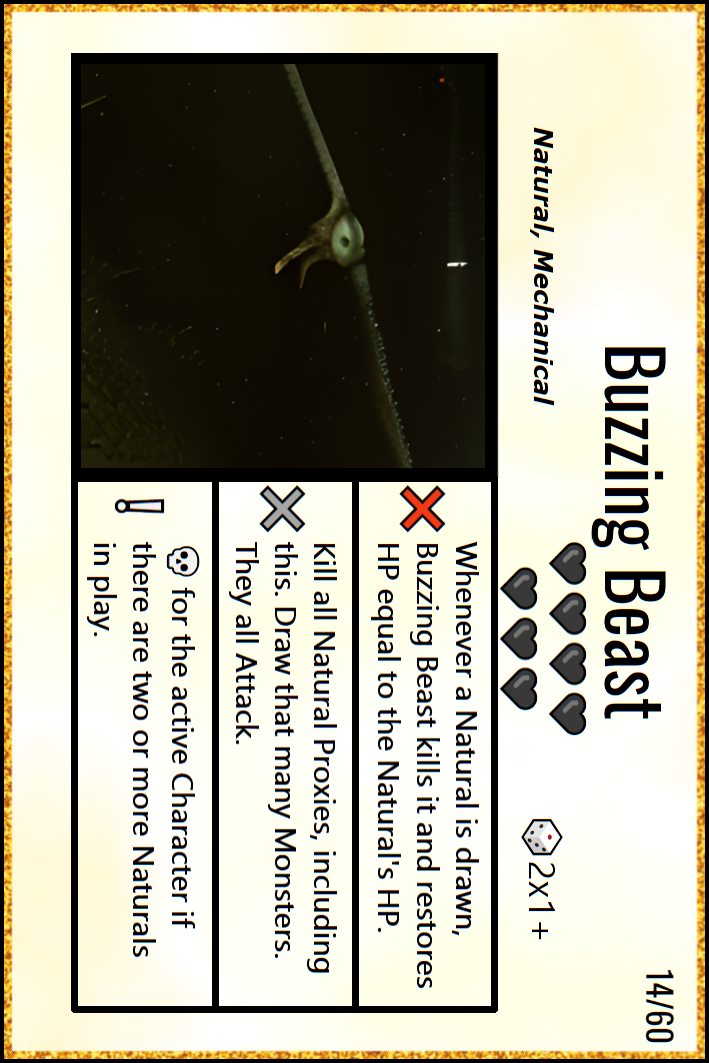 Buzzing Beast
14/60
Natural, Mechanical
2x1+
Whenever a Natural is drawn,
Buzzing Beast kills it and restores
HP equal to the Natural's HP.
Kill all Natural Proxies, including
this. Draw that many Monsters.
They all Attack.
for the active Character if
there are two or more Naturals
in play.